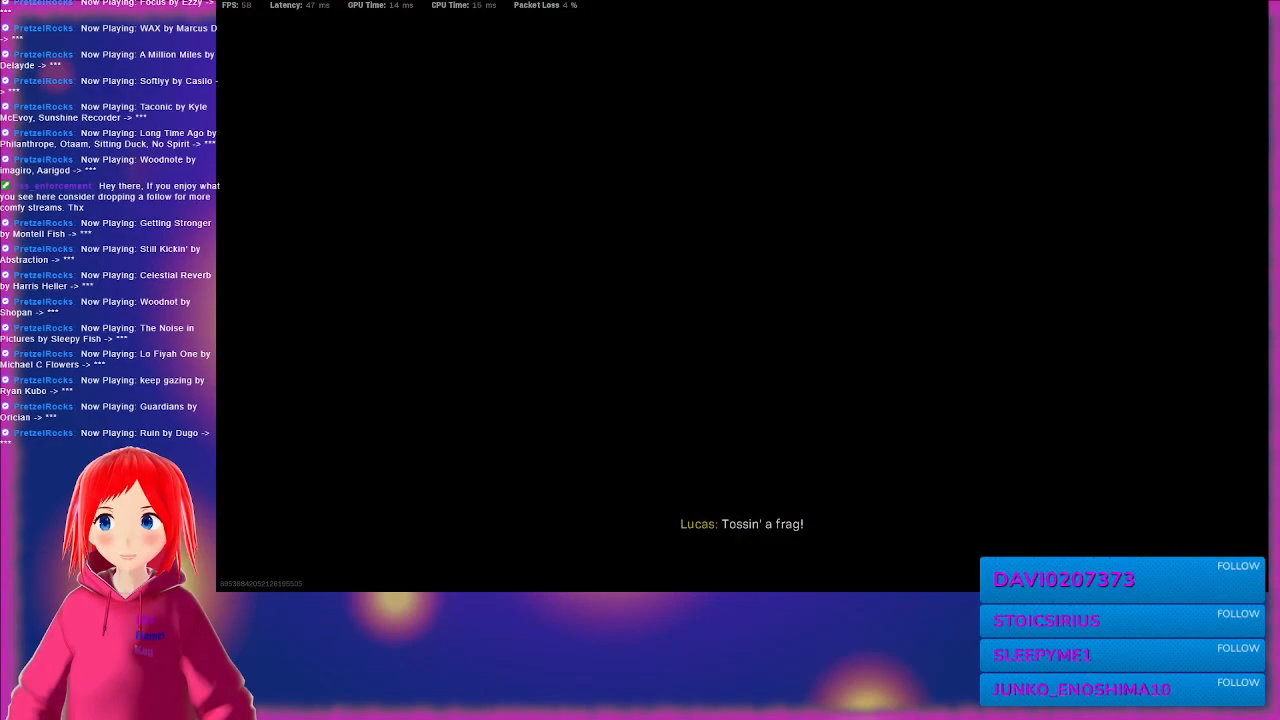 FPS: 58 Latency: 47 ms GPU Time: 14 ms CPU Time: 15 ms Packet Loss 4 %
PretzelRocks: Now Playing: Focus by Ezzy ->
***
PretzelRocks: Now Playing: WAX by Marcus D
-> ***
PretzelRocks: Now Playing: A Million Miles by
Delayde -> ***
PretzelRocks: Now Playing: Softlyy by Casiio -
> ***
PretzelRocks: Now Playing: Taconic by Kyle
McEvoy, Sunshine Recorder -> ***
PretzelRocks: Now Playing: Long Time Ago by
Philanthrope, Otaam, Sitting Duck, No Spirit -> ***
PretzelRocks: Now Playing: Woodnote by
imagiro, Aarigod -> ***
Hey there, If you enjoy what
you see here consider dropping a follow for more
comfy streams. Thx
PretzelRocks: Now Playing: Getting Stronger
by Montell Fish -> ***
PretzelRocks: Now Playing: Still Kickin' by
Abstraction -> ***
PretzelRocks: Now Playing: Celestial Reverb
by Harris Heller -> ***
PretzelRocks: Now Playing: Woodnot by
Shopan -> ***
PretzelRocks: Now Playing: The Noise in
Pictures by Sleepy Fish -> ***
PretzelRocks: Now Playing: Lo Fiyah One by
Michael C Flowers -> ***
PretzelRocks: Now Playing: keep gazing by
Ryan Kubo -> ***
PretzelRocks: Now Playing: Guardians by
Orician -> ***
PretzelRocks: Now Playing: Ruin by Dugo ->
***
Lucas: Tossin' a frag!
DAVI0207373 FOLLOW
STOICSIRIUS FOLLOW
SLEEPYME1 FOLLOW
JUNKO_ENOSHIMA10 FOLLOW